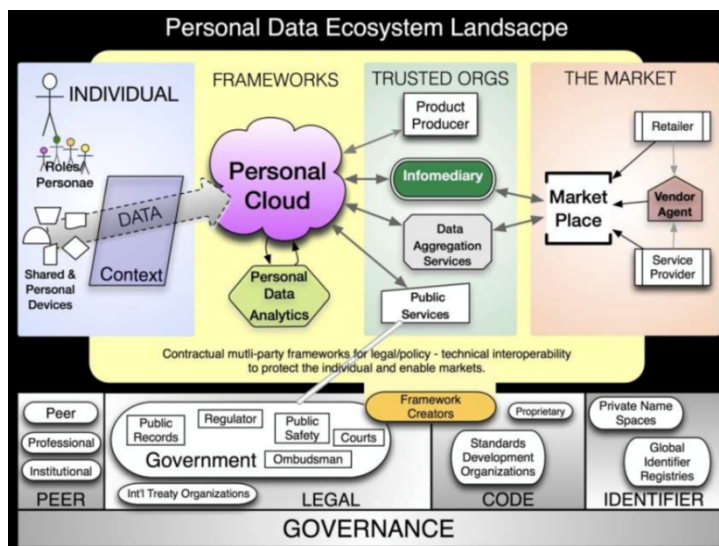 Personal Data Ecosystem Landsacpe
INDIVIDUAL
Roles/
Personae
DATA
Context
Shared &
Personal
Devices
FRAMEWORKS
Personal
Cloud
Personal
Data
Analytics
TRUSTED ORGS
Product
Producer
Infomediary
Data
Aggregation
Services
Public
Services
THE MARKET
Retailer
Market
Place
Vendor
Agent
Service
Provider
Contractual mutli-party frameworks for legal/policy - technical interoperability
to protect the individual and enable markets.
Peer
Professional
Institutional
PEER
Public
Records
Regulator
Public
Safety
Courts
Government
Ombudsman
Int'l Treaty Organizations
LEGAL
Framework
Creators
Proprietary
Standards
Development
Organizations
CODE
Private Name
Spaces
Global
Identifier
Registries
IDENTIFIER
GOVERNANCE